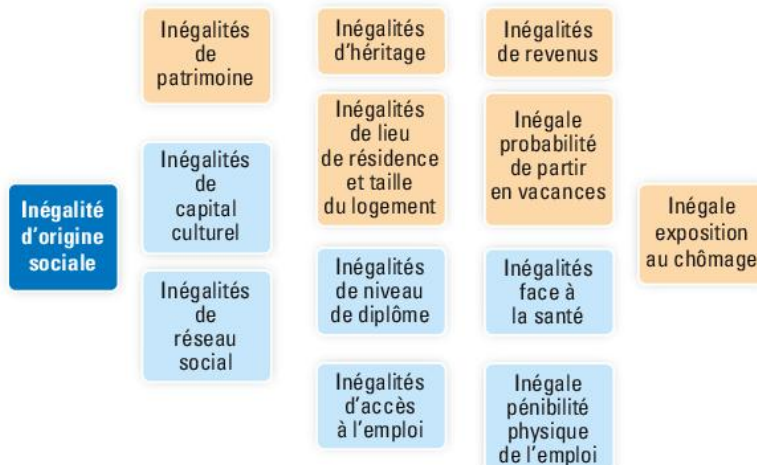 Inégalités
de
patrimoine
Inégalités
d'héritage
Inégalités
de revenus
Inégalités
de lieu
de résidence
et taille
du logement
Inégale
probabilité
de partir
en vacances
Inégalités
de
capital
culturel
Inégalité
d'origine
sociale
Inégale
exposition
au chômage
Inégalités
de
réseau
social
Inégalités
de niveau
de diplôme
Inégalités
face à
la santé
Inégalités
d'accès
à l'emploi
Inégale
pénibilité
physique
de l'emploi